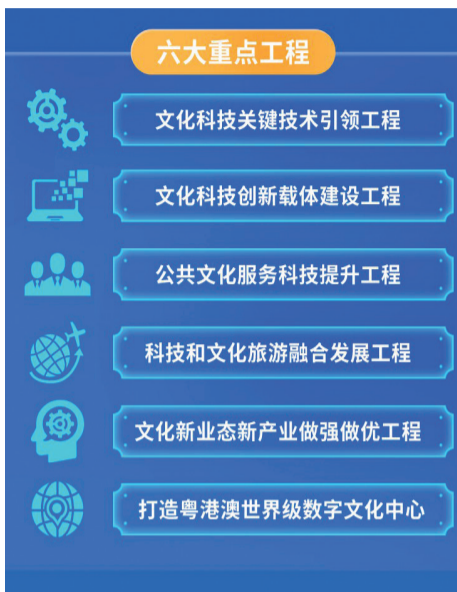 六大重点工程
文化科技关键技术引领工程
文化科技创新载体建设工程
公共文化服务科技提升工程
科技和文化旅游融合发展工程
文化新业态新产业做强做优工程
打造粤港澳世界级数字文化中心